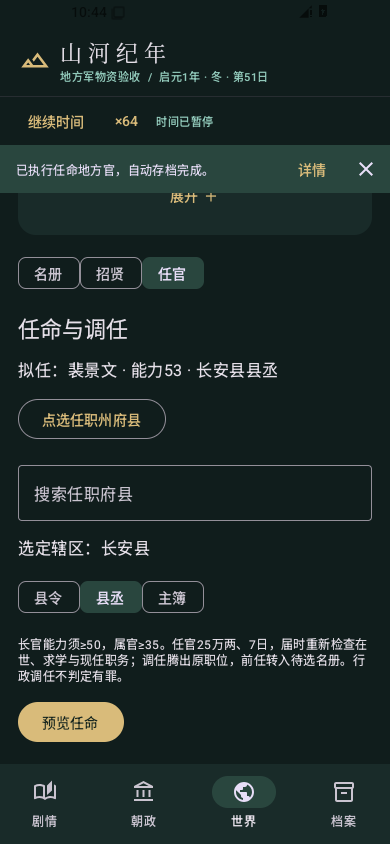 10:44
山河纪年
地方军物资验收 / 启元1年 · 冬 · 第51日
继续时间 ×64 时间已暂停
已执行任命地方官，自动存档完成。 详情
展开 ＋
名册 招贤 任官
任命与调任
拟任：裴景文 · 能力53 · 长安县县丞
点选任职州府县
搜索任职府县
选定辖区：长安县
县令 县丞 主簿
长官能力须≥50，属官≥35。任官25万两、7日，届时重新检查在
世、求学与现任职务；调任腾出原职位，前任转入待选名册。行
政调任不判定有罪。
预览任命
剧情 朝政 世界 档案